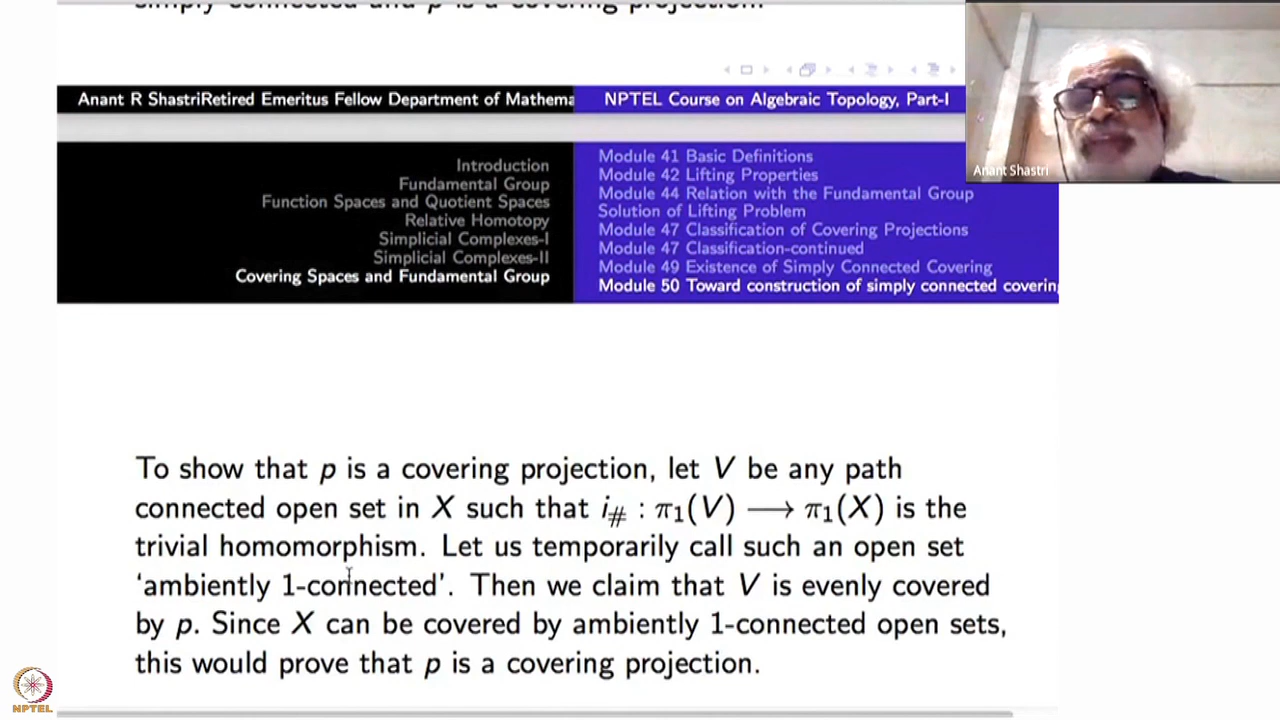 simply connected and p is a covering projection.
Anant R ShastriRetired Emeritus Fellow Department of Mathema
NPTEL Course on Algebraic Topology, Part-I
Anant Shastri
Introduction
Fundamental Group
Function Spaces and Quotient Spaces
Relative Homotopy
Simplicial Complexes-I
Simplicial Complexes-II
Covering Spaces and Fundamental Group
Module 41 Basic Definitions
Module 42 Lifting Properties
Module 44 Relation with the Fundamental Group
Solution of Lifting Problem
Module 47 Classification of Covering Projections
Module 47 Classification-continued
Module 49 Existence of Simply Connected Covering
Module 50 Toward construction of simply connected covering
To show that p is a covering projection, let V be any path
connected open set in X such that i# : π₁(V) ⟶ π₁(X) is the
trivial homomorphism. Let us temporarily call such an open set
‘ambiently 1-connected’. Then we claim that V is evenly covered
by p. Since X can be covered by ambiently 1-connected open sets,
this would prove that p is a covering projection.
NPTEL